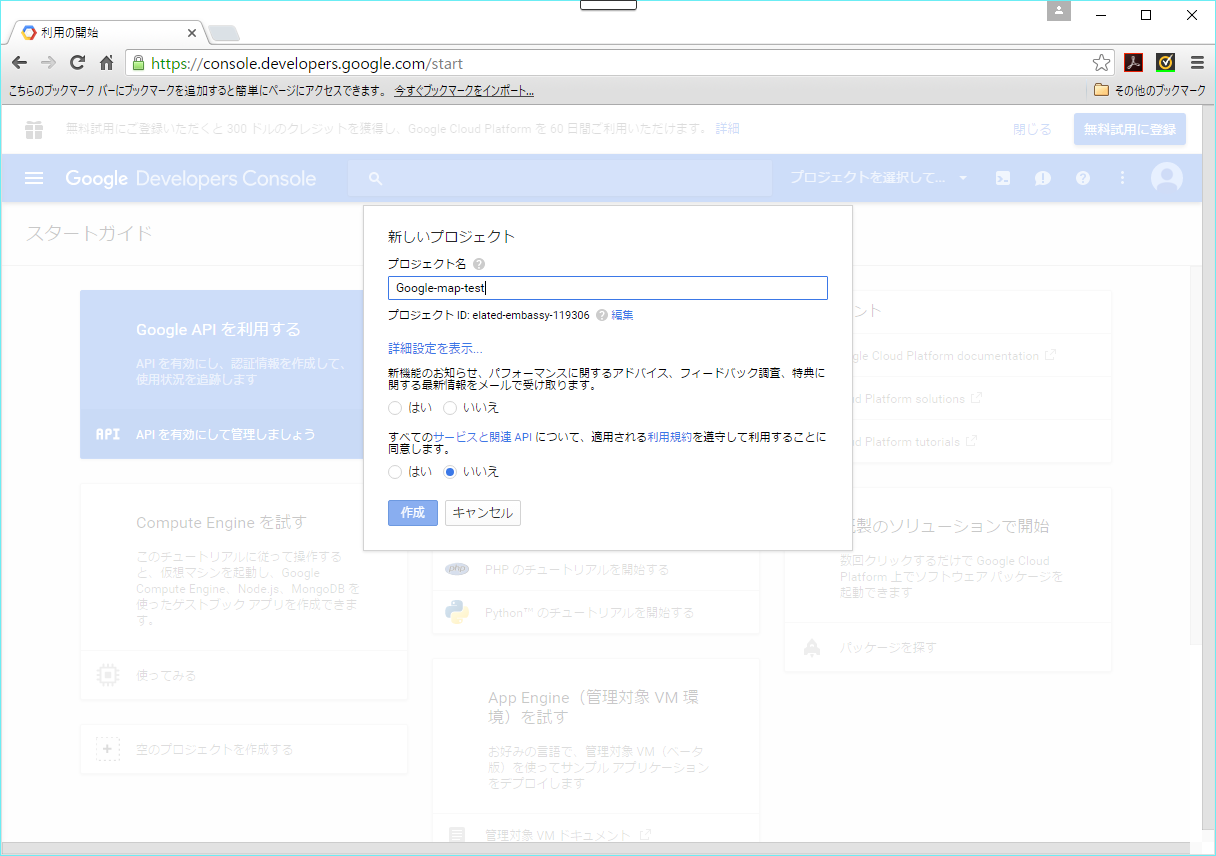 利用の開始
https://console.developers.google.com/start
こちらのブックマーク バーにブックマークを追加すると簡単にページにアクセスできます。 今すぐブックマークをインポート...
その他のブックマーク
無料試用にご登録いただくと 300 ドルのクレジットを獲得し、Google Cloud Platform を 60 日間ご利用いただけます。 詳細
閉じる
無料試用に登録
Google Developers Console
プロジェクトを選択して...
スタートガイド
新しいプロジェクト
プロジェクト名
Google-map-test
プロジェクト ID: elated-embassy-119306 編集
詳細設定を表示...
新機能のお知らせ、パフォーマンスに関するアドバイス、フィードバック調査、特典に
関する最新情報をメールで受け取ります。
はい いいえ
すべてのサービスと関連 API について、適用される利用規約を遵守して利用することに
同意します。
はい いいえ
作成 キャンセル
Google API を利用する
API を有効にし、認証情報を作成して、
使用状況を追跡します
API API を有効にして管理しましょう
Compute Engine を試す
このチュートリアルに従って操作する
と、仮想マシンを起動し、Google
Compute Engine、Node.js、MongoDB を
使ったゲストブック アプリを作成できま
す。
使ってみる
空のプロジェクトを作成する
php PHP のチュートリアルを開始する
Python™ のチュートリアルを開始する
App Engine（管理対象 VM 環
境）を試す
お好みの言語で、管理対象 VM（ベータ
版）を使ってサンプル アプリケーション
をデプロイします
管理対象 VM ドキュメント
ント
gle Cloud Platform documentation
d Platform solutions
d Platform tutorials
製のソリューションで開始
数回クリックするだけで Google Cloud
Platform 上でソフトウェア パッケージを
起動できます
パッケージを探す